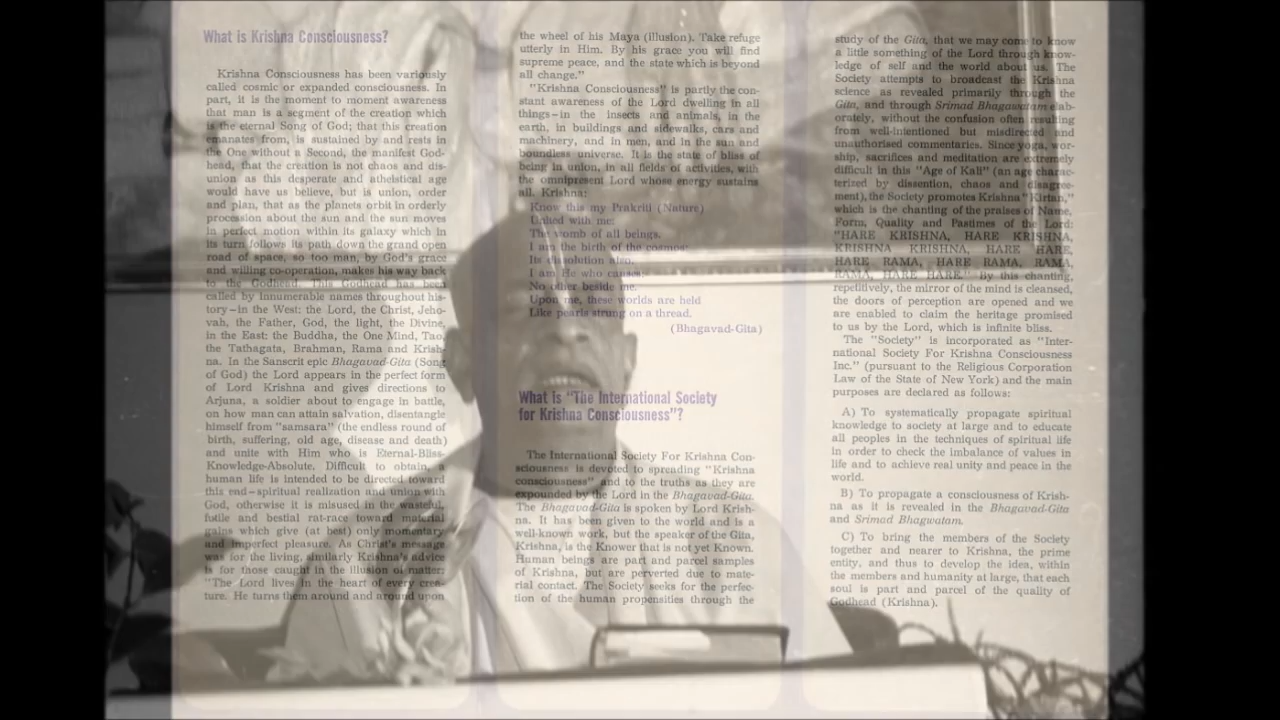 What is Krishna Consciousness?
Krishna Consciousness has been variously
called cosmic or expanded consciousness. In
part, it is the moment to moment awareness
that man is a segment of the creation which
is the eternal Song of God; that this creation
emanates from, is sustained by and rests in
the One without a Second, the manifest God-
head, that the creation is not chaos and dis-
union as this desperate and atheistical age
would have us believe, but is union, order
and plan, that as the planets orbit in orderly
procession about the sun and the sun moves
in perfect motion within its galaxy which in
its turn follows its path down the grand open
road of space, so too man, by God's grace
and willing co-operation, makes his way back
to the Godhead. This Godhead has been
called by innumerable names throughout his-
tory—in the West: the Lord, the Christ, Jeho-
vah, the Father, God, the light, the Divine,
in the East: the Buddha, the One Mind, Tao,
the Tathagata, Brahman, Rama and Krish-
na. In the Sanscrit epic Bhagavad-Gita (Song
of God) the Lord appears in the perfect form
of Lord Krishna and gives directions to
Arjuna, a soldier about to engage in battle,
on how man can attain salvation, disentangle
himself from "samsara" (the endless round of
birth, suffering, old age, disease and death)
and unite with Him who is Eternal-Bliss-
Knowledge-Absolute. Difficult to obtain, a
human life is intended to be directed toward
this end—spiritual realization and union with
God, otherwise it is misused in the wasteful,
futile and bestial rat-race toward material
gains which give (at best) only momentary
and imperfect pleasure. As Christ's message
was for the living, similarly Krishna's advice
is for those caught in the illusion of matter:
"The Lord lives in the heart of every crea-
ture. He turns them around and around upon
the wheel of his Maya (illusion). Take refuge
utterly in Him. By his grace you will find
supreme peace, and the state which is beyond
all change."
"Krishna Consciousness" is partly the con-
stant awareness of the Lord dwelling in all
things—in the insects and animals, in the
earth, in buildings and sidewalks, cars and
machinery, and in men, and in the sun and
boundless universe. It is the state of bliss of
being in union, in all fields of activities, with
the omnipresent Lord whose energy sustains
all. Krishna:
Know this my Prakriti (Nature)
United with me:
The womb of all beings.
I am the birth of the cosmos:
Its dissolution also.
I am He who causes:
No other beside me.
Upon me, these worlds are held
Like pearls strung on a thread.
(Bhagavad-Gita)
What is "The International Society
for Krishna Consciousness"?
The International Society For Krishna Con-
sciousness is devoted to spreading "Krishna
consciousness" and to the truths as they are
expounded by the Lord in the Bhagavad-Gita.
The Bhagavad-Gita is spoken by Lord Krish-
na. It has been given to the world and is a
well-known work, but the speaker of the Gita,
Krishna, is the Knower that is not yet Known.
Human beings are part and parcel samples
of Krishna, but are perverted due to mate-
rial contact. The Society seeks for the perfec-
tion of the human propensities through the
study of the Gita, that we may come to know
a little something of the Lord through know-
ledge of self and the world about us. The
Society attempts to broadcast the Krishna
science as revealed primarily through the
Gita, and through Srimad Bhagawatam elab-
orately, without the confusion often resulting
from well-intentioned but misdirected and
unauthorised commentaries. Since yoga, wor-
ship, sacrifices and meditation are extremely
difficult in this "Age of Kali" (an age charac-
terized by dissention, chaos and disagree-
ment), the Society promotes Krishna "Kirtan,"
which is the chanting of the praises of Name,
Form, Quality and Pastimes of the Lord:
"HARE KRISHNA, HARE KRISHNA,
KRISHNA KRISHNA, HARE HARE,
HARE RAMA, HARE RAMA, RAMA,
RAMA, HARE HARE." By this chanting,
repetitively, the mirror of the mind is cleansed,
the doors of perception are opened and we
are enabled to claim the heritage promised
to us by the Lord, which is infinite bliss.
The "Society" is incorporated as "Inter-
national Society For Krishna Consciousness
Inc." (pursuant to the Religious Corporation
Law of the State of New York) and the main
purposes are declared as follows:
A) To systematically propagate spiritual
knowledge to society at large and to educate
all peoples in the techniques of spiritual life
in order to check the imbalance of values in
life and to achieve real unity and peace in the
world.
B) To propagate a consciousness of Krish-
na as it is revealed in the Bhagavad-Gita
and Srimad Bhagwatam.
C) To bring the members of the Society
together and nearer to Krishna, the prime
entity, and thus to develop the idea, within
the members and humanity at large, that each
soul is part and parcel of the quality of
Godhead (Krishna).